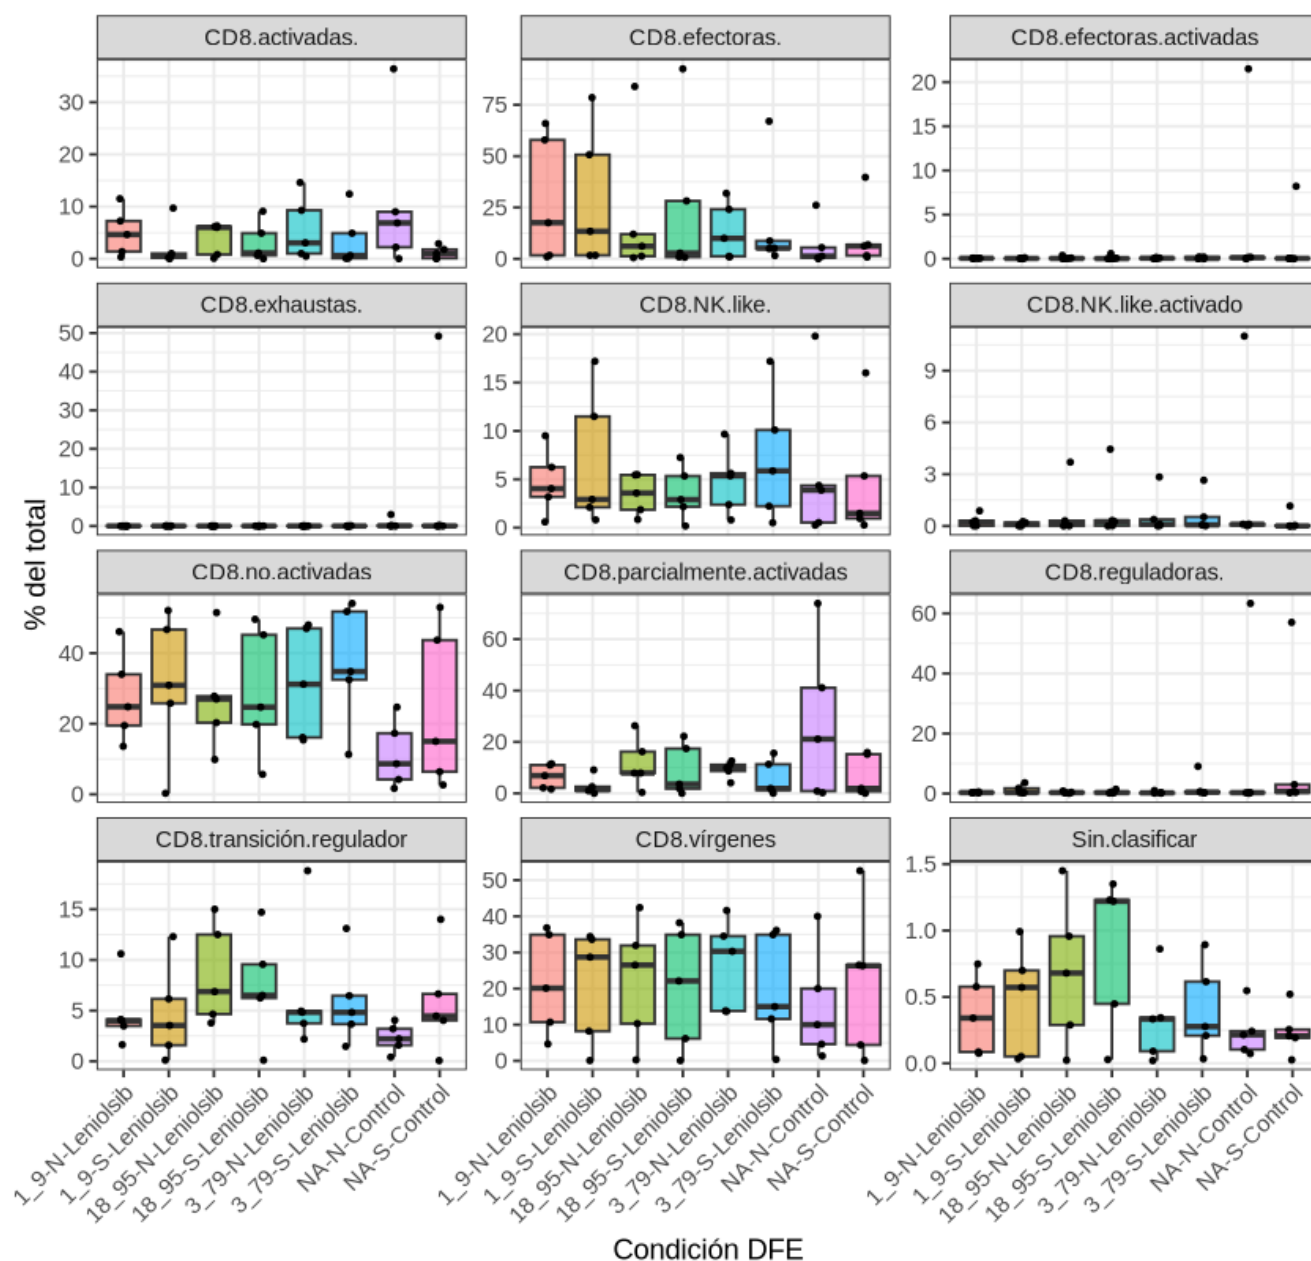 CD8.activadas.
CD8.efectoras.
CD8.efectoras.activadas
30
20
10
0
75
50
25
0
20
15
10
5
0
CD8.exhaustas.
CD8.NK.like.
CD8.NK.like.activado
50
40
30
20
10
0
20
15
10
5
0
9
6
3
0
% del total
CD8.no.activadas
CD8.parcialmente.activadas
CD8.reguladoras.
40
20
0
60
40
20
0
60
40
20
0
CD8.transición.regulador
CD8.vírgenes
Sin.clasificar
15
10
5
0
50
40
30
20
10
0
1.5
1.0
0.5
0.0
1_9-N-Leniolsib
1_9-S-Leniolsib
18_95-N-Leniolsib
18_95-S-Leniolsib
3_79-N-Leniolsib
3_79-S-Leniolsib
NA-N-Control
NA-S-Control
1_9-N-Leniolsib
1_9-S-Leniolsib
18_95-N-Leniolsib
18_95-S-Leniolsib
3_79-N-Leniolsib
3_79-S-Leniolsib
NA-N-Control
NA-S-Control
1_9-N-Leniolsib
1_9-S-Leniolsib
18_95-N-Leniolsib
18_95-S-Leniolsib
3_79-N-Leniolsib
3_79-S-Leniolsib
NA-N-Control
NA-S-Control
Condición DFE